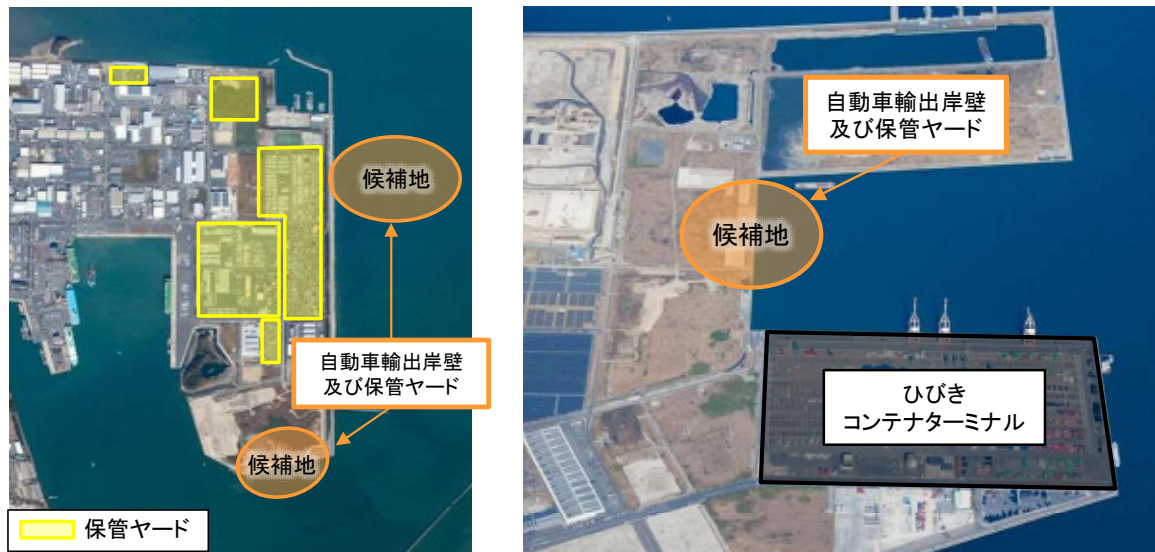 候補地
自動車輸出岸壁
及び保管ヤード
候補地
保管ヤード
自動車輸出岸壁
及び保管ヤード
候補地
ひびき
コンテナターミナル